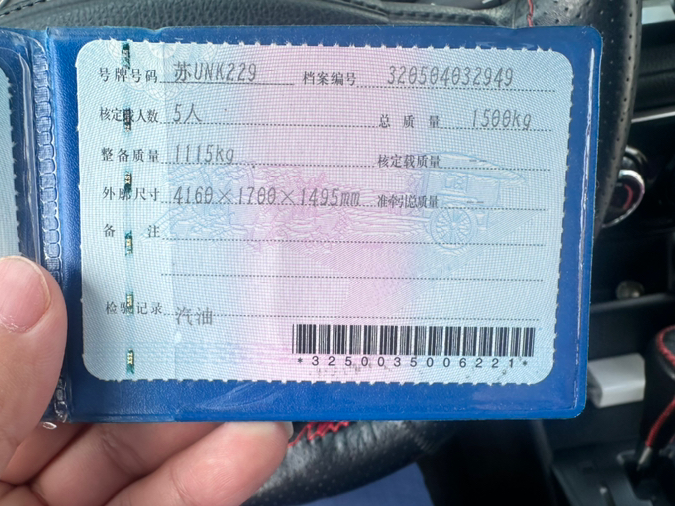 号牌号码 苏UNK229 档案编号 320504032949
核定载人数 5人 总质量 1500kg
整备质量 1115kg 核定载质量
外廓尺寸 4160×1700×1495mm 准牵引总质量 --
备注
检验记录 汽油
*3250035006221*